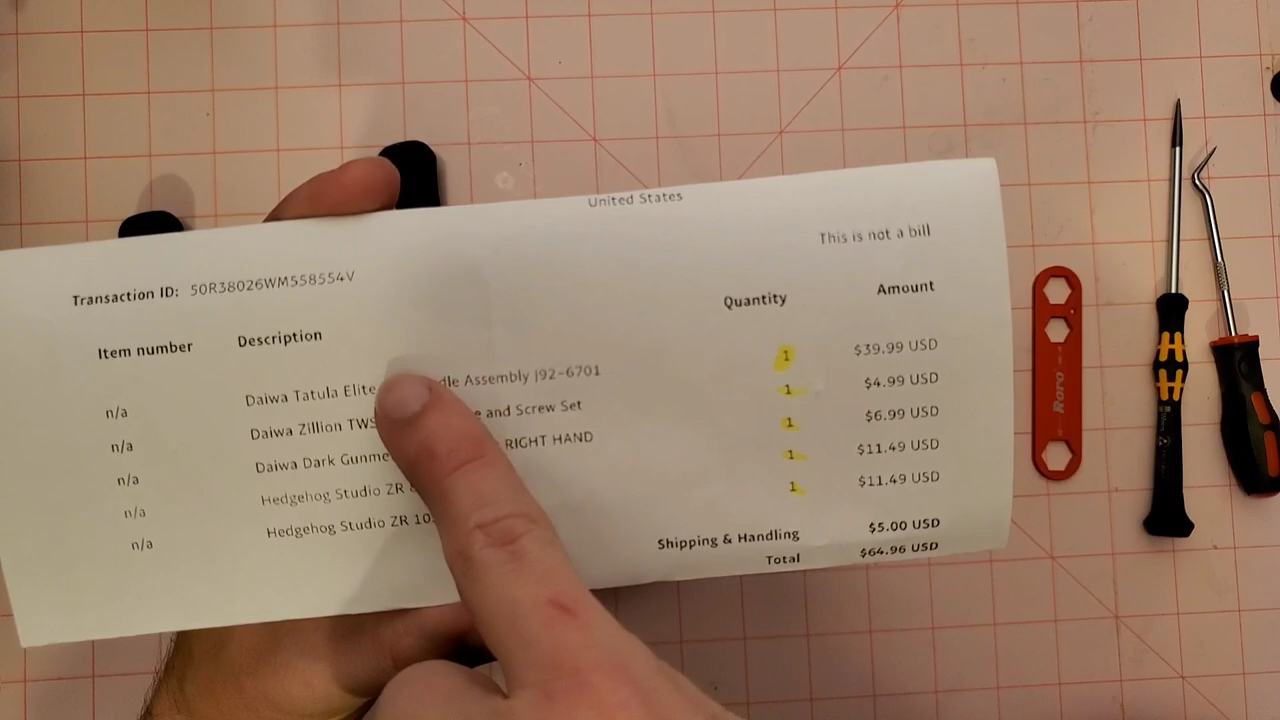 United States
This is not a bill
Transaction ID: 50R38026WM558554V
Item number Description Quantity Amount
n/a Daiwa Tatula Elite dle Assembly J92-6701 1 $39.99 USD
n/a Daiwa Zillion TWS e and Screw Set 1 $4.99 USD
n/a Daiwa Dark Gunme RIGHT HAND 1 $6.99 USD
n/a Hedgehog Studio ZR 1 $11.49 USD
n/a Hedgehog Studio ZR 10 1 $11.49 USD
Shipping & Handling $5.00 USD
Total $64.96 USD
Roro